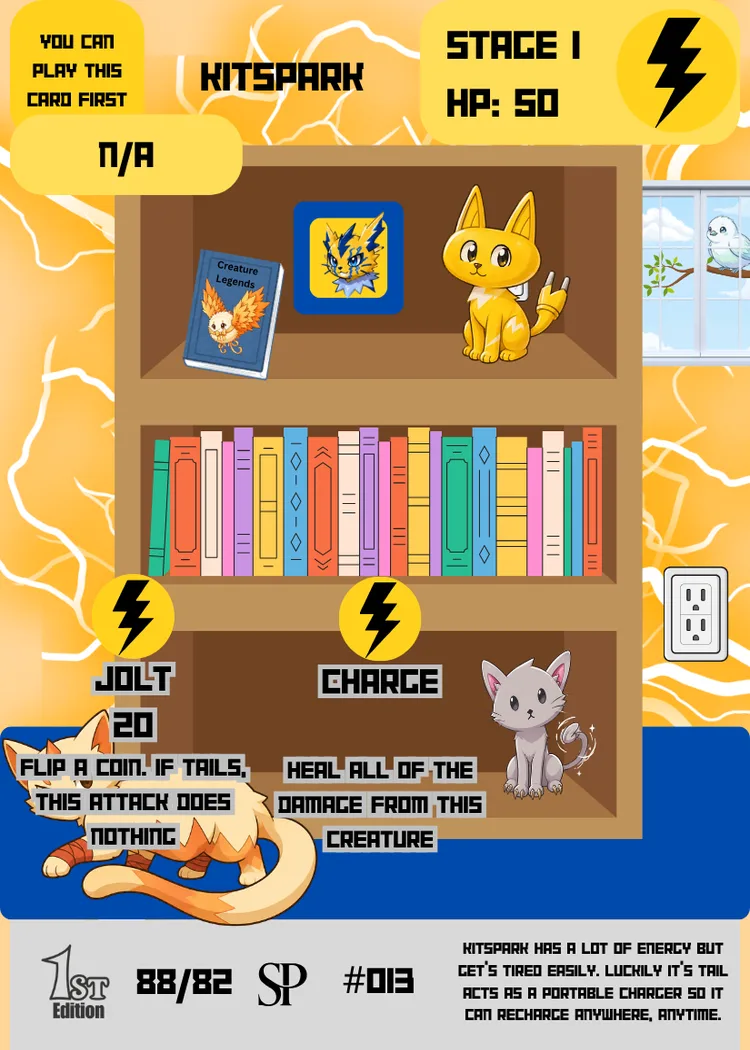 YOU CAN
PLAY THIS
CARD FIRST
N/A
KITSPARK
STAGE 1
HP: 50
Creature
Legends
JOLT
20
FLIP A COIN. IF TAILS,
THIS ATTACK DOES
NOTHING
CHARGE
HEAL ALL OF THE
DAMAGE FROM THIS
CREATURE
1ST
Edition
88/82
SP
#013
KITSPARK HAS A LOT OF ENERGY BUT
GET'S TIRED EASILY. LUCKILY IT'S TAIL
ACTS AS A PORTABLE CHARGER SO IT
CAN RECHARGE ANYWHERE, ANYTIME.